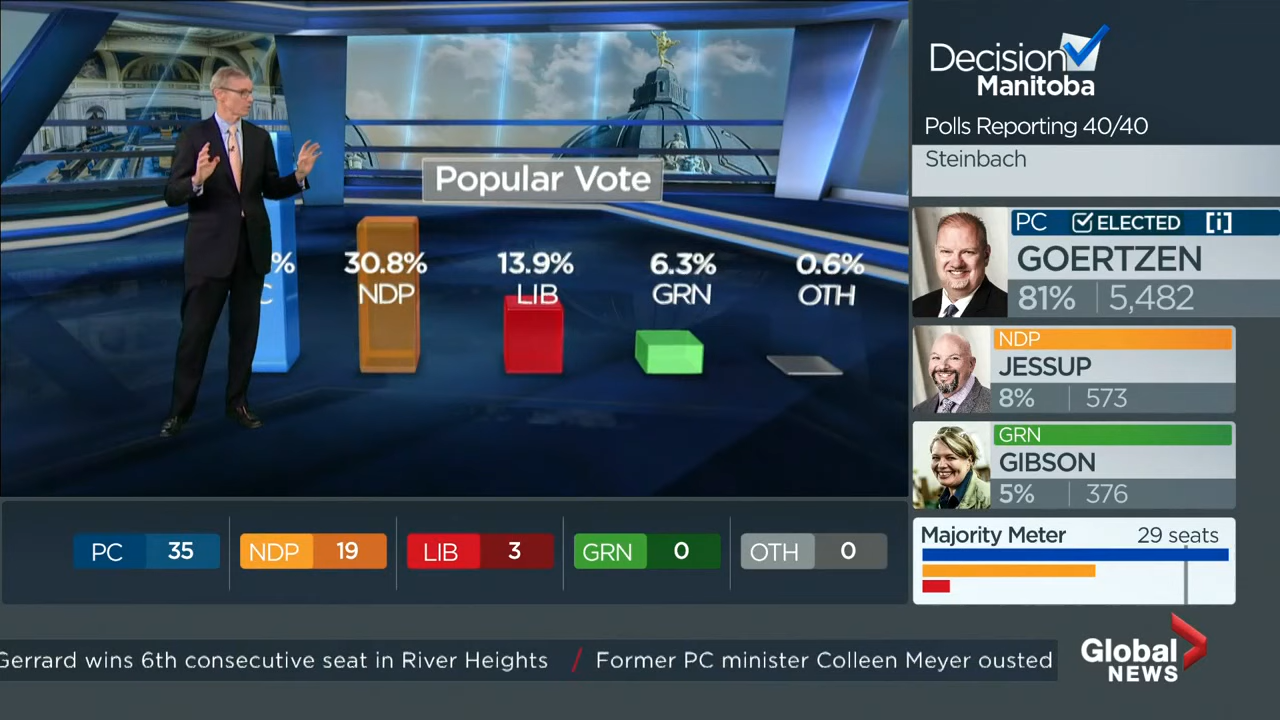 Popular Vote
%
30.8%
NDP
13.9%
LIB
6.3%
GRN
0.6%
OTH
C
Decision
Manitoba
Polls Reporting 40/40
Steinbach
PC ELECTED [i]
GOERTZEN
81% 5,482
NDP
JESSUP
8% 573
GRN
GIBSON
5% 376
Majority Meter 29 seats
PC 35 NDP 19 LIB 3 GRN 0 OTH 0
Gerrard wins 6th consecutive seat in River Heights / Former PC minister Colleen Meyer ousted
Global
NEWS